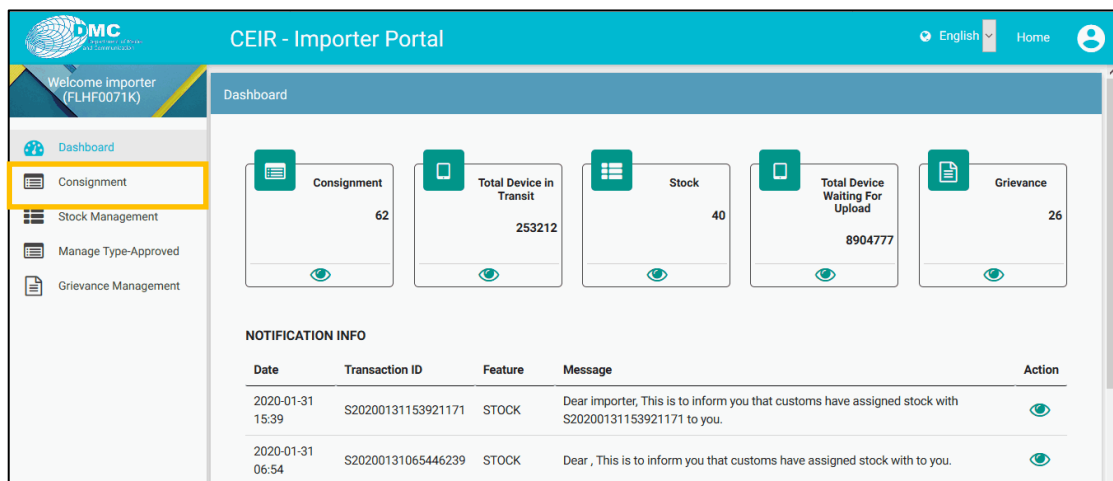 DMC
CEIR - Importer Portal
English
Home
Welcome importer
(FLHF0071K)
Dashboard
Dashboard
Consignment
Stock Management
Manage Type-Approved
Grievance Management
Consignment
62
Total Device in
Transit
253212
Stock
40
Total Device
Waiting For
Upload
8904777
Grievance
26
NOTIFICATION INFO
Date Transaction ID Feature Message Action
2020-01-31
15:39
S20200131153921171 STOCK
Dear importer, This is to inform you that customs have assigned stock with
S20200131153921171 to you.
2020-01-31
06:54
S20200131065446239 STOCK Dear , This is to inform you that customs have assigned stock with to you.